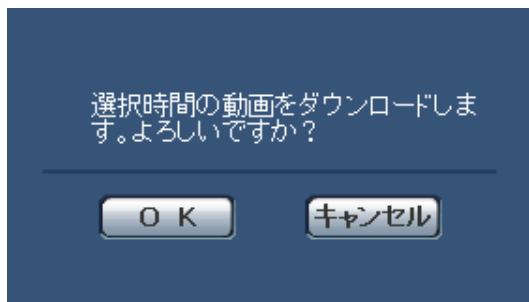 選択時間の動画をダウンロードしま
す。よろしいですか？
ＯＫ
キャンセル